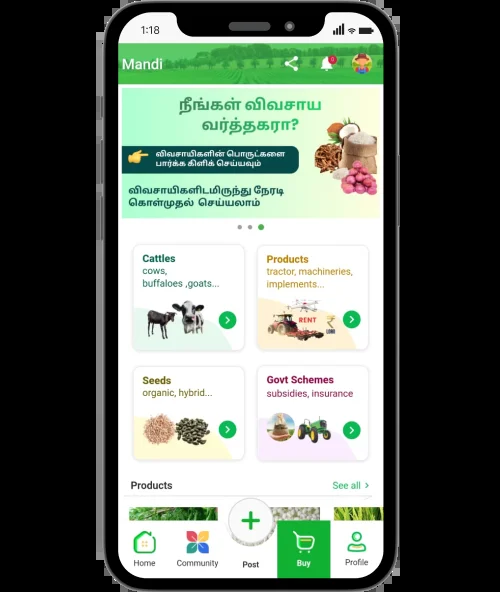 1:18
Mandi
நீங்கள் விவசாய
வர்த்தகரா?
விவசாயிகளின் பொருட்களை
பார்க்க கிளிக் செய்யவும்
விவசாயிகளிடமிருந்து நேரடி
கொள்முதல் செய்யலாம்
Cattles
cows,
buffaloes ,goats...
Products
tractor, machineries,
implements...
RENT
Seeds
organic, hybrid...
Govt Schemes
subsidies, insurance
Products
See all
Home
Community
Post
Buy
Profile